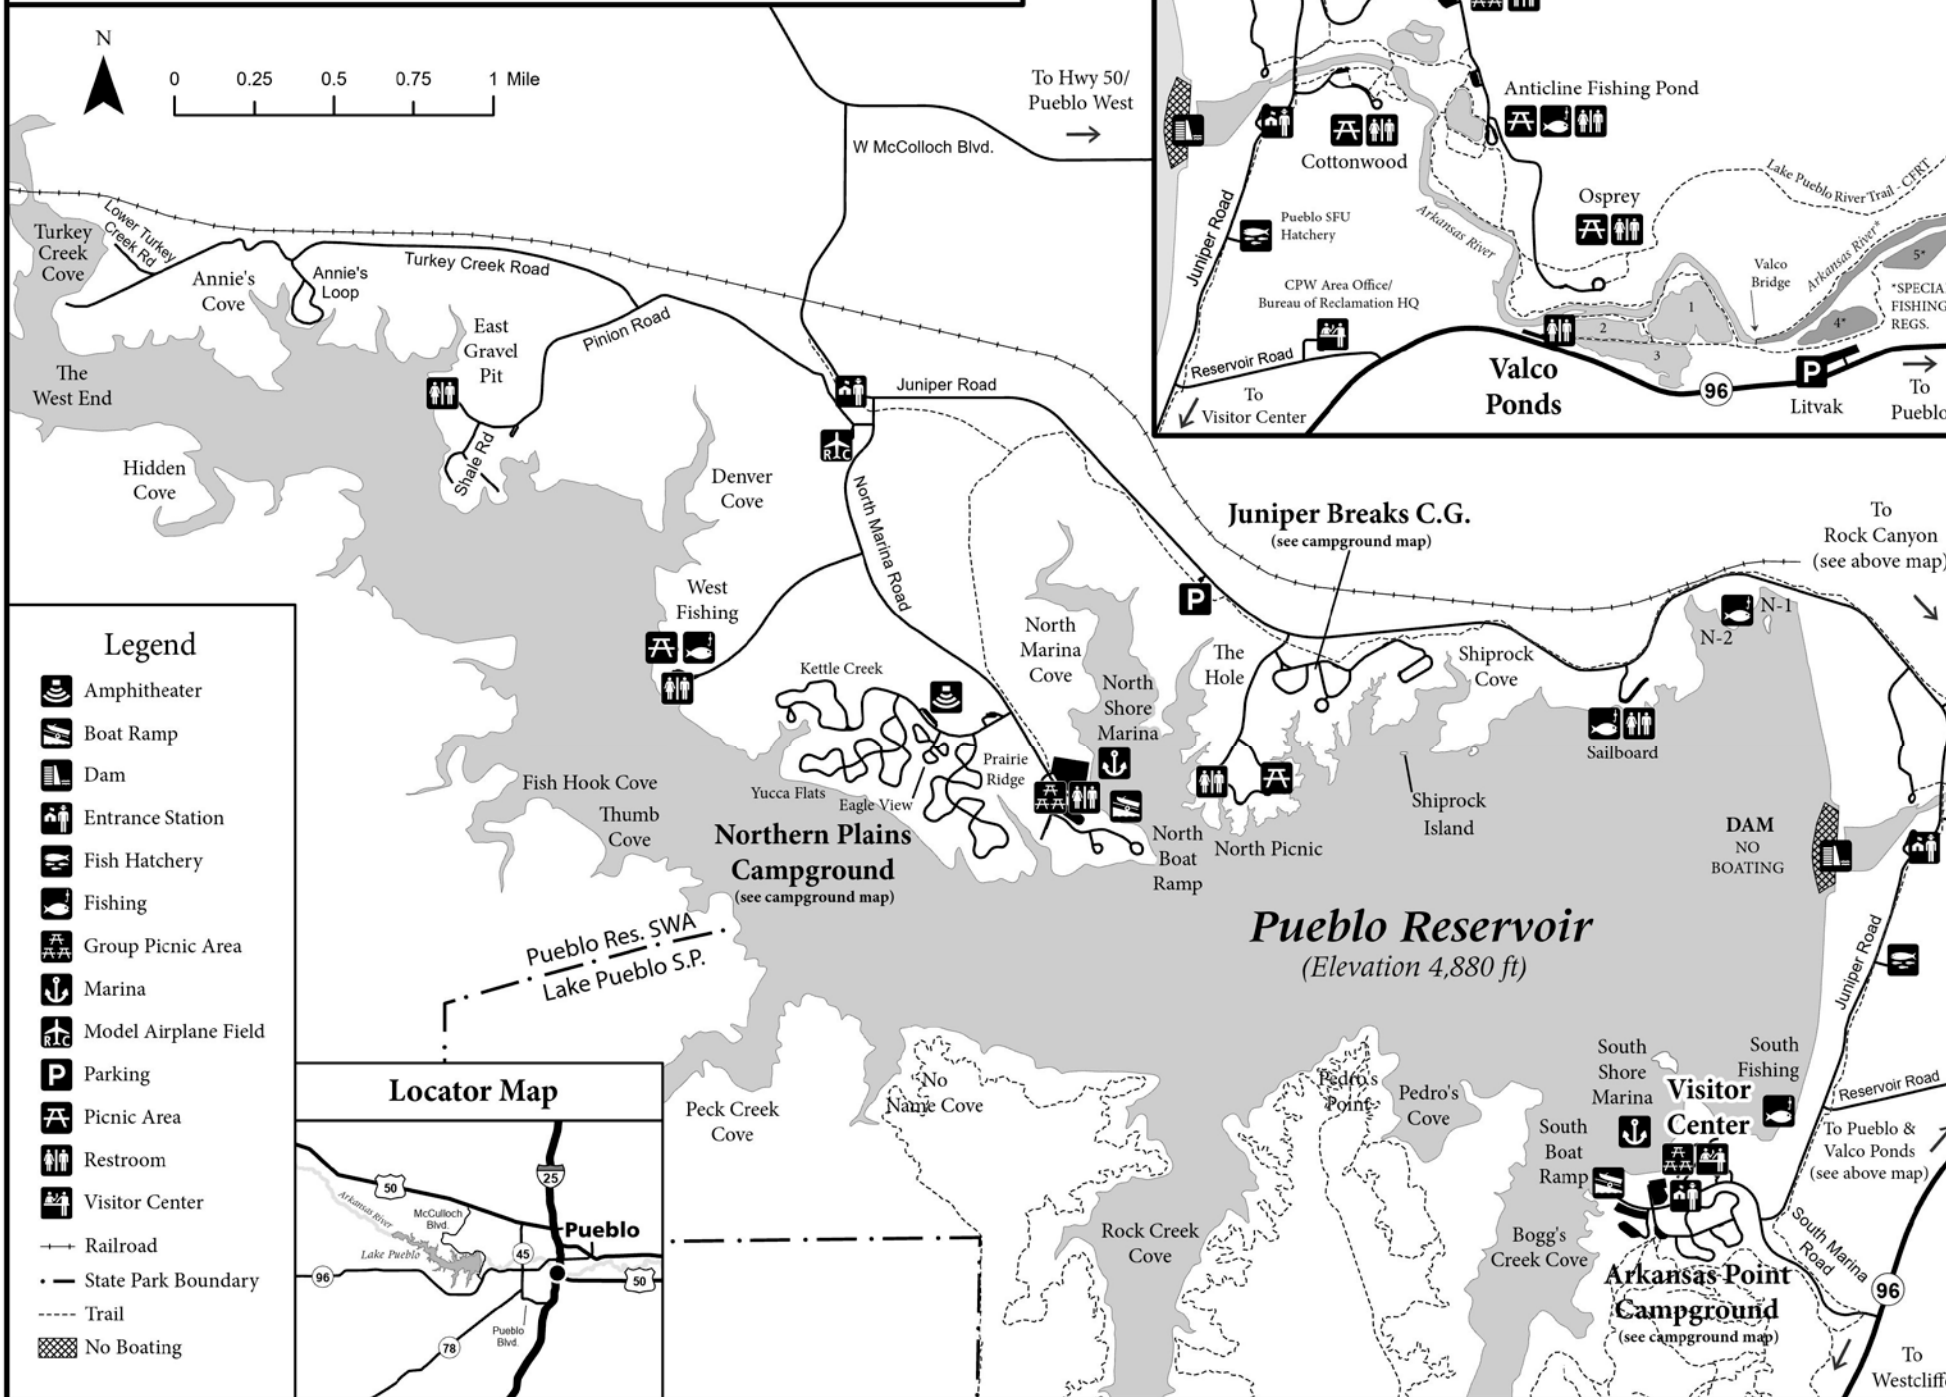 N
0 0.25 0.5 0.75 1 Mile
To Hwy 50/
Pueblo West
W McColloch Blvd.
Turkey
Creek
Cove
Lower Turkey
Creek Rd
Annie's
Cove
Annie's
Loop
Turkey Creek Road
East
Gravel
Pit
Pinion Road
The
West End
Hidden
Cove
Shale Rd
Juniper Road
R C
Denver
Cove
North Marina Road
West
Fishing
Juniper Breaks C.G.
(see campground map)
P
To
Rock Canyon
(see above map)
N-1
N-2
North
Marina
Cove
The
Hole
Shiprock
Cove
North
Shore
Marina
Kettle Creek
Prairie
Ridge
Yucca Flats
Eagle View
Northern Plains
Campground
(see campground map)
Fish Hook Cove
Thumb
Cove
North
Boat
Ramp
North Picnic
Shiprock
Island
Sailboard
DAM
NO
BOATING
Pueblo Reservoir
(Elevation 4,880 ft)
Pueblo Res. SWA
Lake Pueblo S.P.
Juniper Road
Peck Creek
Cove
No
Name Cove
Pedro's
Point
Pedro's
Cove
Rock Creek
Cove
Bogg's
Creek Cove
South
Boat
Ramp
South
Shore
Marina
Visitor
Center
South
Fishing
Reservoir Road
To Pueblo &
Valco Ponds
(see above map)
South Marina
Road
Arkansas Point
Campground
(see campground map)
96
To
Westcliff
Anticline Fishing Pond
Cottonwood
Juniper Road
Pueblo SFU
Hatchery
Arkansas River
Osprey
Lake Pueblo River Trail - CFRT
Arkansas River*
Valco
Bridge
5*
4*
*SPECIA
FISHING
REGS.
1
2
3
CPW Area Office/
Bureau of Reclamation HQ
Reservoir Road
To
Visitor Center
Valco
Ponds
96
P
Litvak
To
Pueblo
Legend
Amphitheater
Boat Ramp
Dam
Entrance Station
Fish Hatchery
Fishing
Group Picnic Area
Marina
R C Model Airplane Field
P Parking
Picnic Area
Restroom
Visitor Center
Railroad
State Park Boundary
Trail
No Boating
Locator Map
50
25
Arkansas River
McCulloch
Blvd.
Pueblo
Lake Pueblo
45
96
50
Pueblo
Blvd.
78